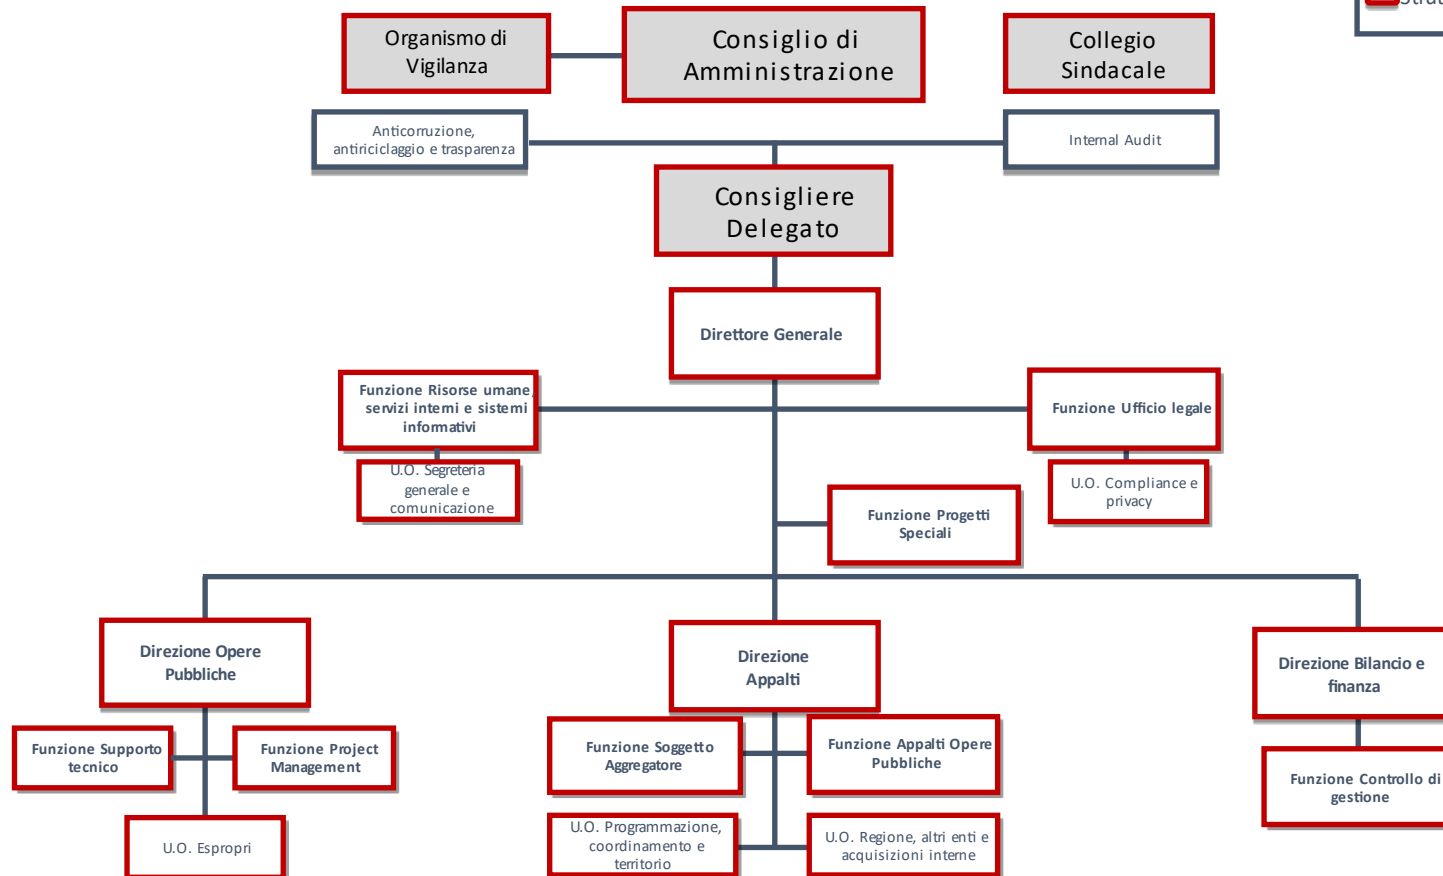 Organismo di
Vigilanza
Consiglio di
Amministrazione
Collegio
Sindacale
Anticorruzione,
antiriciclaggio e trasparenza
Internal Audit
Consigliere
Delegato
Direttore Generale
Funzione Risorse umane,
servizi interni e sistemi
informativi
Funzione Ufficio legale
U.O. Segreteria
generale e
comunicazione
U.O. Compliance e
privacy
Funzione Progetti
Speciali
Direzione Opere
Pubbliche
Direzione
Appalti
Direzione Bilancio e
finanza
Funzione Supporto
tecnico
Funzione Project
Management
Funzione Soggetto
Aggregatore
Funzione Appalti Opere
Pubbliche
Funzione Controllo di
gestione
U.O. Espropri
U.O. Programmazione,
coordinamento e
territorio
U.O. Regione, altri enti e
acquisizioni interne